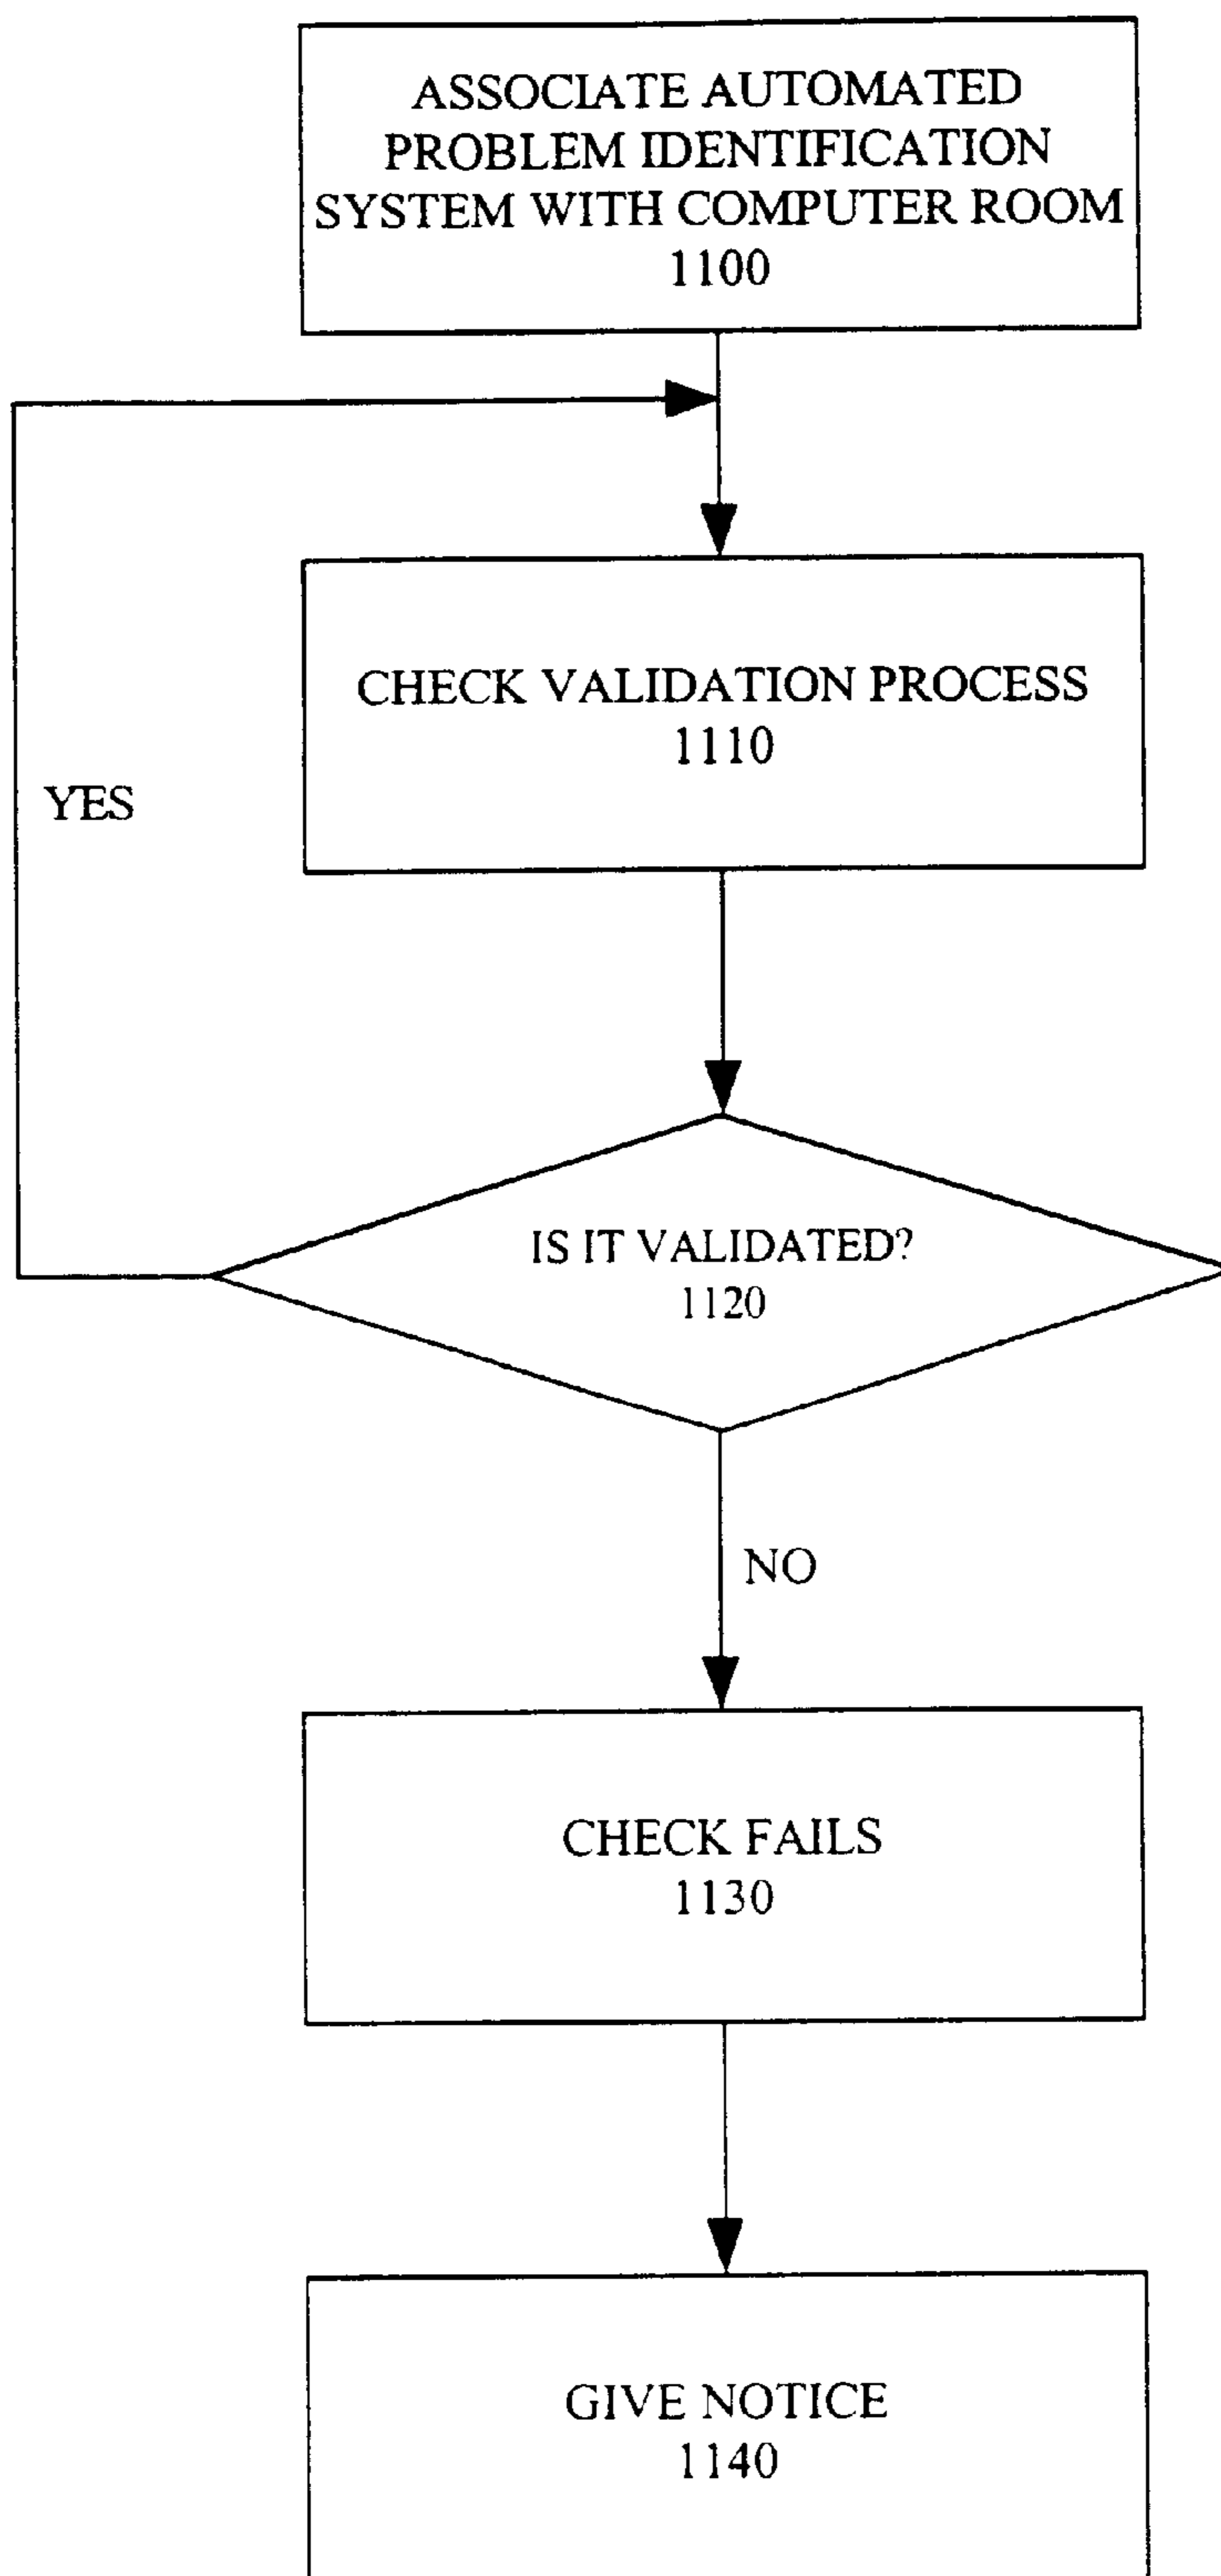 ASSOCIATE AUTOMATED
PROBLEM IDENTIFICATION
SYSTEM WITH COMPUTER ROOM
1100
CHECK VALIDATION PROCESS
1110
YES
IS IT VALIDATED?
1120
NO
CHECK FAILS
1130
GIVE NOTICE
1140